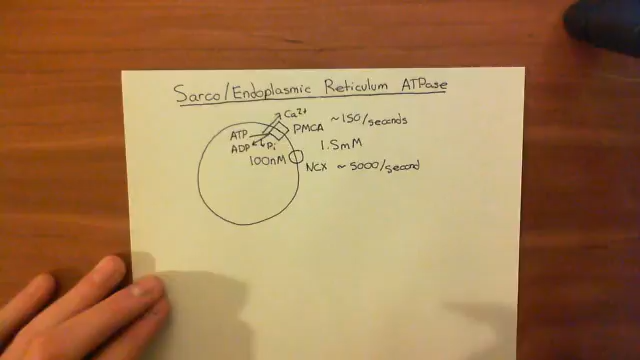 Sarco/Endoplasmic Reticulum ATPase
Ca2+
ATP
PMCA ~150/seconds
ADP
Pi
1.5mM
100nM
NCX ~5000/second